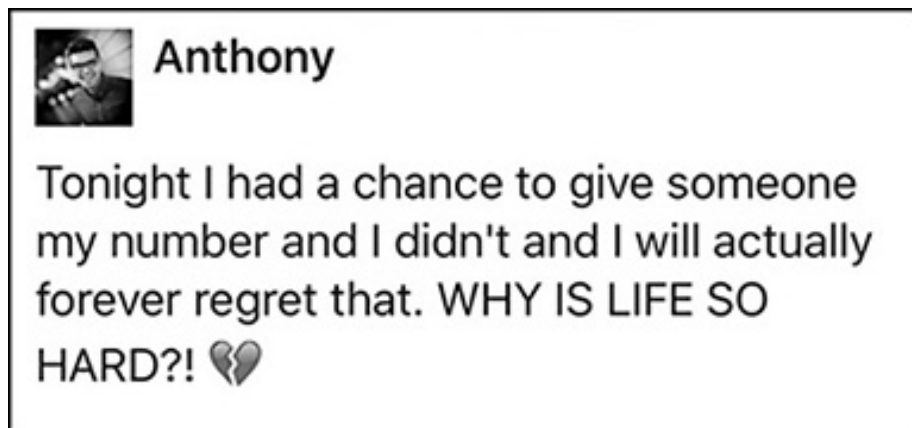 Anthony
Tonight I had a chance to give someone
my number and I didn't and I will actually
forever regret that. WHY IS LIFE SO
HARD?! 💔